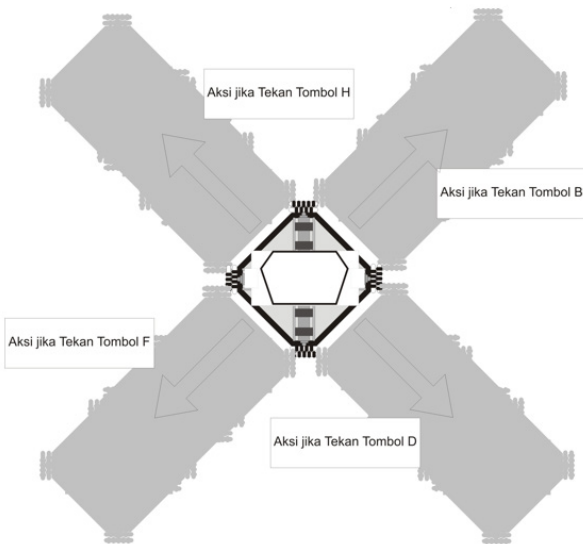 Aksi jika Tekan Tombol H
Aksi jika Tekan Tombol B
Aksi jika Tekan Tombol F
Aksi jika Tekan Tombol D